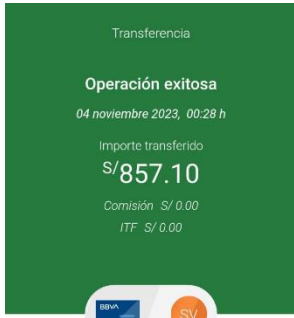 Transferencia
Operación exitosa
04 noviembre 2023, 00:28 h
Importe transferido
S/857.10
Comisión S/ 0.00
ITF S/ 0.00
BBVA
SV